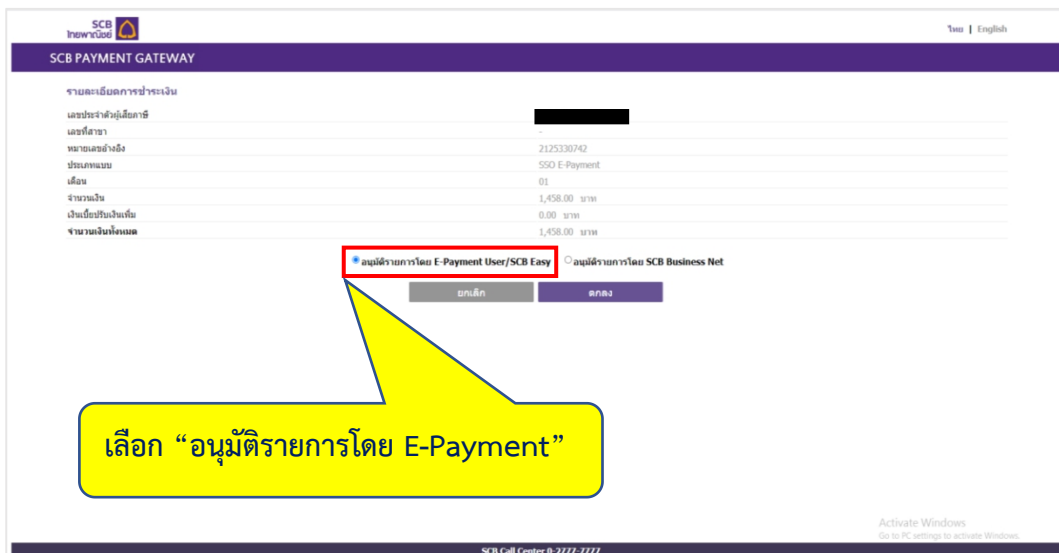 SCB
ไทยพาณิชย์
ไทย | English
SCB PAYMENT GATEWAY
รายละเอียดการชำระเงิน
เลขประจำตัวผู้เสียภาษี
เลขที่สาขา -
หมายเลขอ้างอิง 2125330742
ประเภทแบบ SSO E-Payment
เดือน 01
จำนวนเงิน 1,458.00 บาท
เงินเบี้ยปรับเงินเพิ่ม 0.00 บาท
จำนวนเงินทั้งหมด 1,458.00 บาท
อนุมัติรายการโดย E-Payment User/SCB Easy อนุมัติรายการโดย SCB Business Net
ยกเลิก ตกลง
เลือก “อนุมัติรายการโดย E-Payment”
Activate Windows
Go to PC settings to activate Windows.
SCB Call Center 0-2777-7777